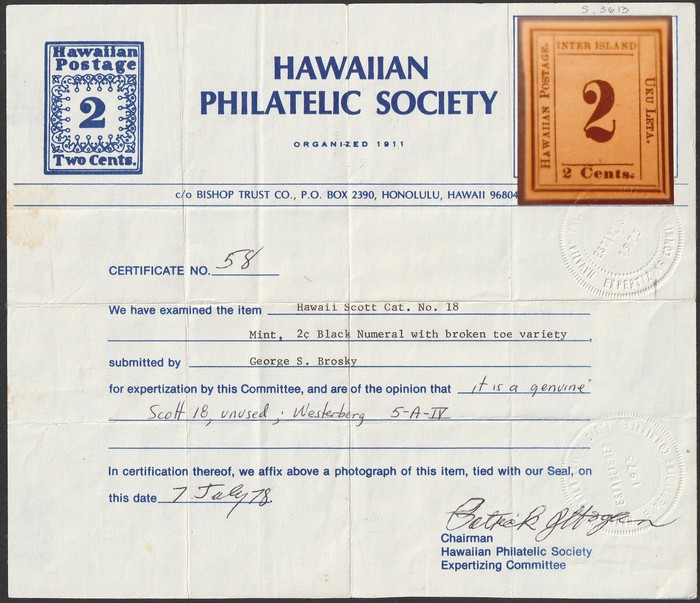 S. 3613
Hawaiian
Postage
2
Two Cents.
HAWAIIAN
PHILATELIC SOCIETY
ORGANIZED 1911
INTER ISLAND
HAWAIIAN POSTAGE.
2
UKU LETA.
2 Cents.
c/o BISHOP TRUST CO., P.O. BOX 2390, HONOLULU, HAWAII 96804
CERTIFICATE NO. 58
We have examined the item Hawaii Scott Cat. No. 18
Mint, 2¢ Black Numeral with broken toe variety
submitted by George S. Brosky
for expertization by this Committee, and are of the opinion that it is a genuine
Scott 18, unused; Westerberg 5-A-IV
In certification thereof, we affix above a photograph of this item, tied with our Seal, on
this date 7 July 78.
Chairman
Hawaiian Philatelic Society
Expertizing Committee